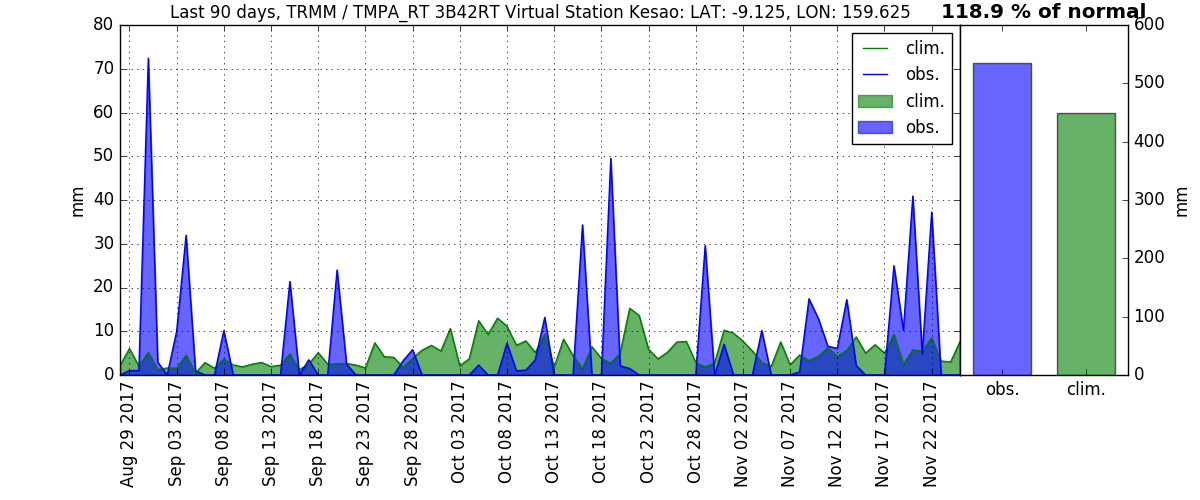 Last 90 days, TRMM / TMPA_RT 3B42RT Virtual Station Kesao: LAT: -9.125, LON: 159.625
118.9 % of normal
80
70
60
50
40
30
20
10
0
mm
clim.
obs.
clim.
obs.
600
500
400
300
200
100
0
mm
Aug 29 2017
Sep 03 2017
Sep 08 2017
Sep 13 2017
Sep 18 2017
Sep 23 2017
Sep 28 2017
Oct 03 2017
Oct 08 2017
Oct 13 2017
Oct 18 2017
Oct 23 2017
Oct 28 2017
Nov 02 2017
Nov 07 2017
Nov 12 2017
Nov 17 2017
Nov 22 2017
obs.
clim.